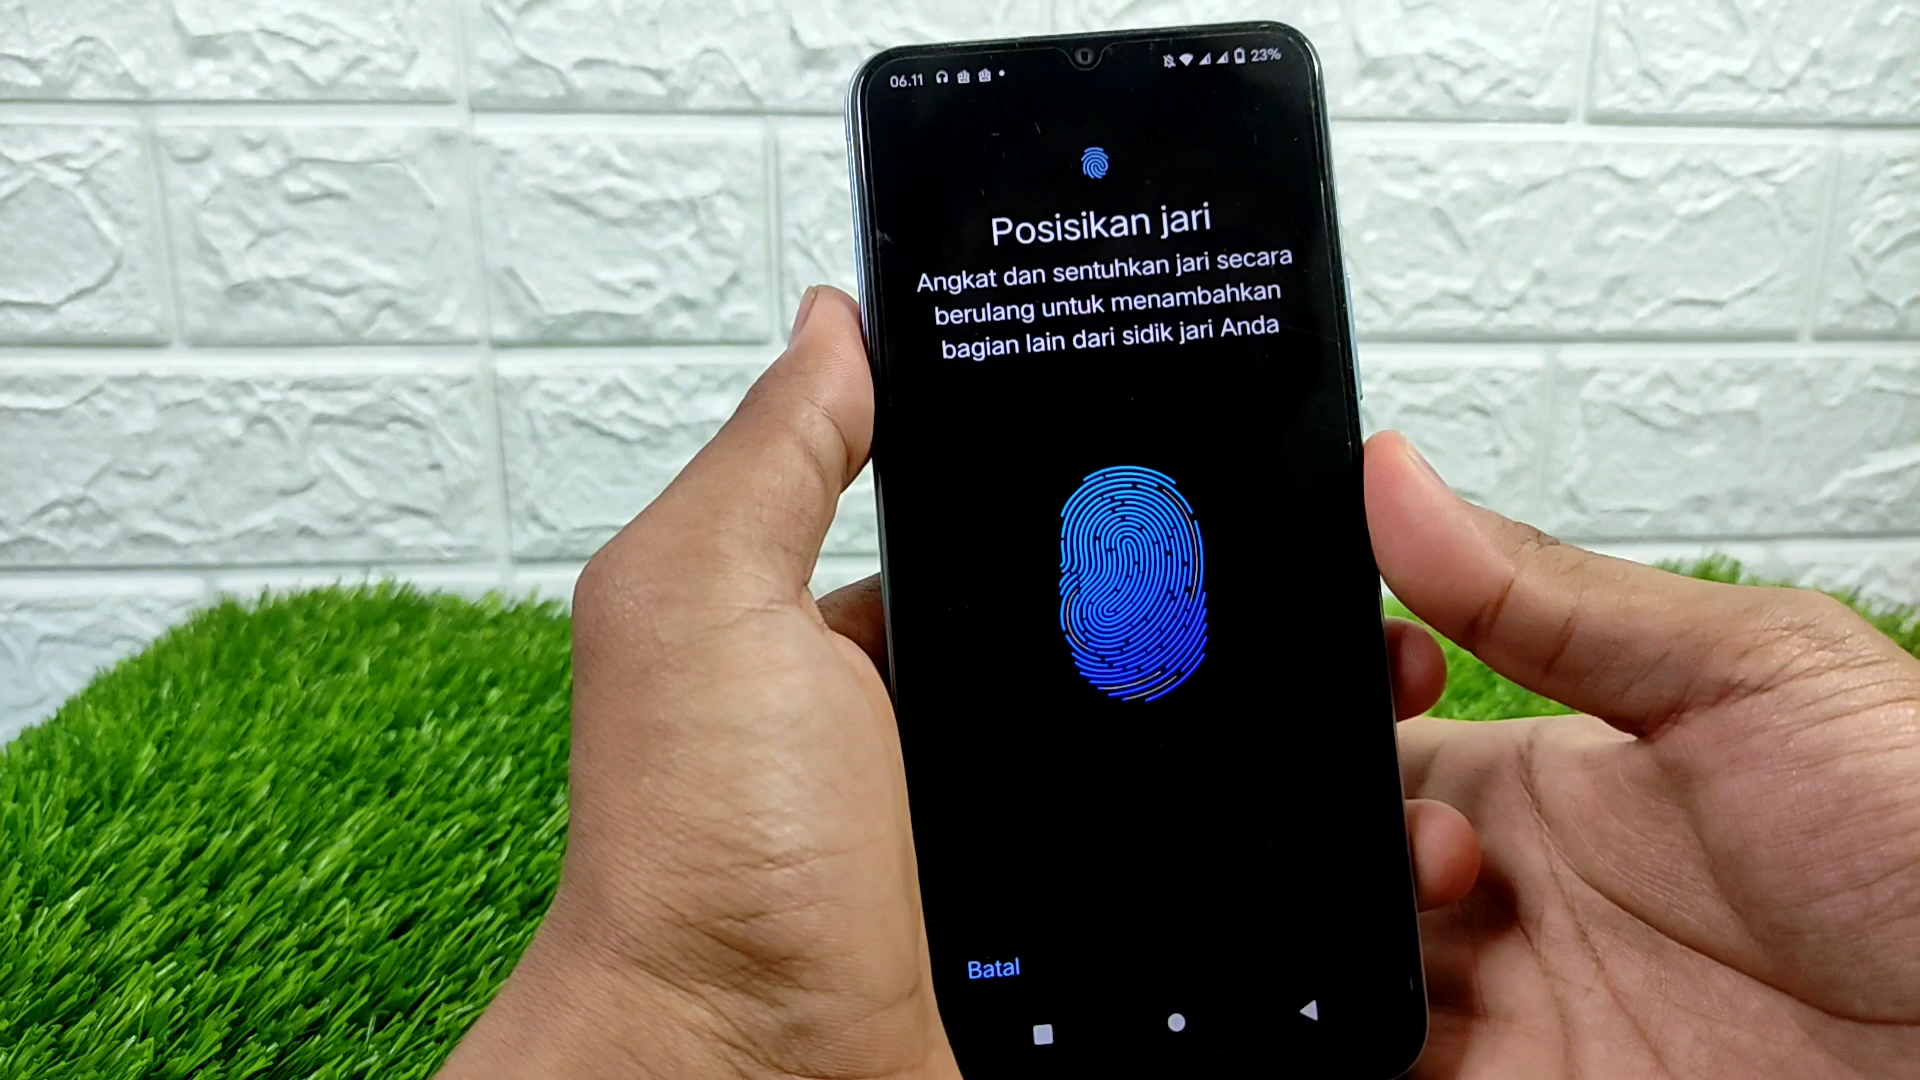 06.11
23%
Posisikan jari
Angkat dan sentuhkan jari secara
berulang untuk menambahkan
bagian lain dari sidik jari Anda
Batal